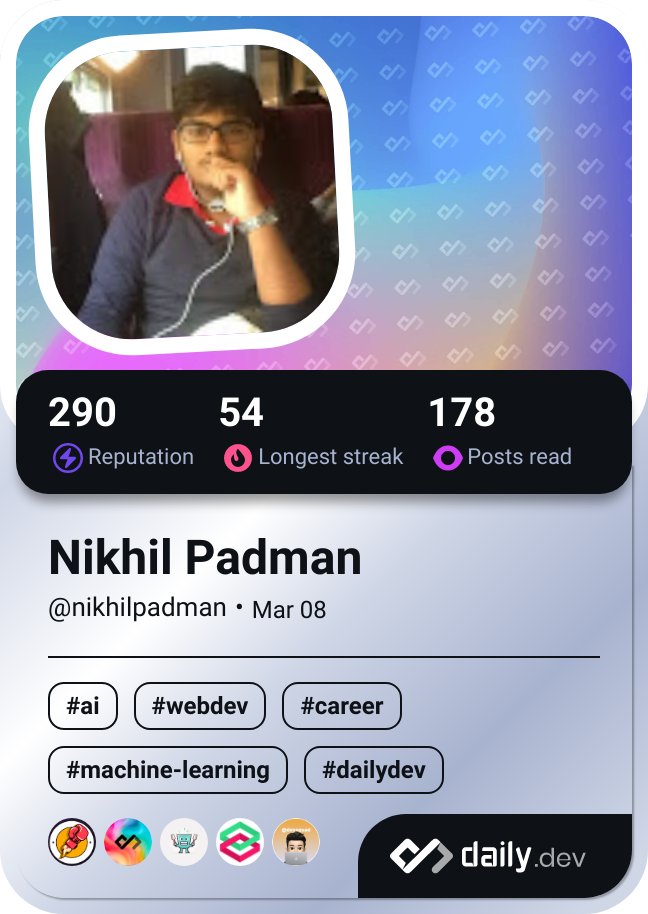 290 54 178
Reputation Longest streak Posts read
Nikhil Padman
@nikhilpadman • Mar 08
#ai #webdev #career
#machine-learning #dailydev
daily.dev